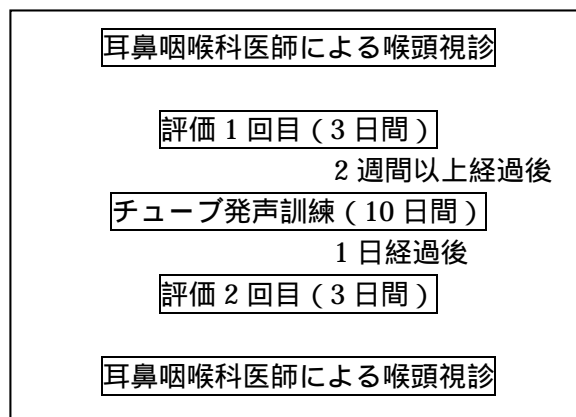 耳鼻咽喉科医師による喉頭視診
評価 1 回目（3 日間）
2 週間以上経過後
チューブ発声訓練（10 日間）
1 日経過後
評価 2 回目（3 日間）
耳鼻咽喉科医師による喉頭視診